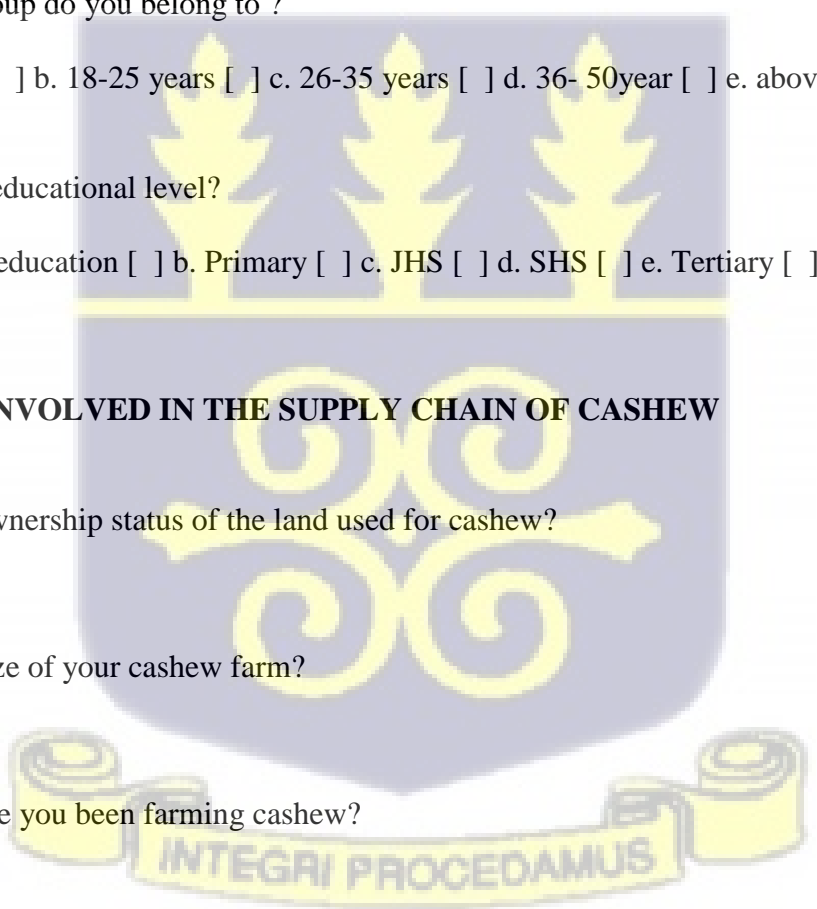 oup do you belong to ?
] b. 18-25 years [ ] c. 26-35 years [ ] d. 36- 50year [ ] e. abov
educational level?
education [ ] b. Primary [ ] c. JHS [ ] d. SHS [ ] e. Tertiary [ ]
NVOLVED IN THE SUPPLY CHAIN OF CASHEW
wnership status of the land used for cashew?
ze of your cashew farm?
e you been farming cashew?
INTEGRI PROCEDAMUS